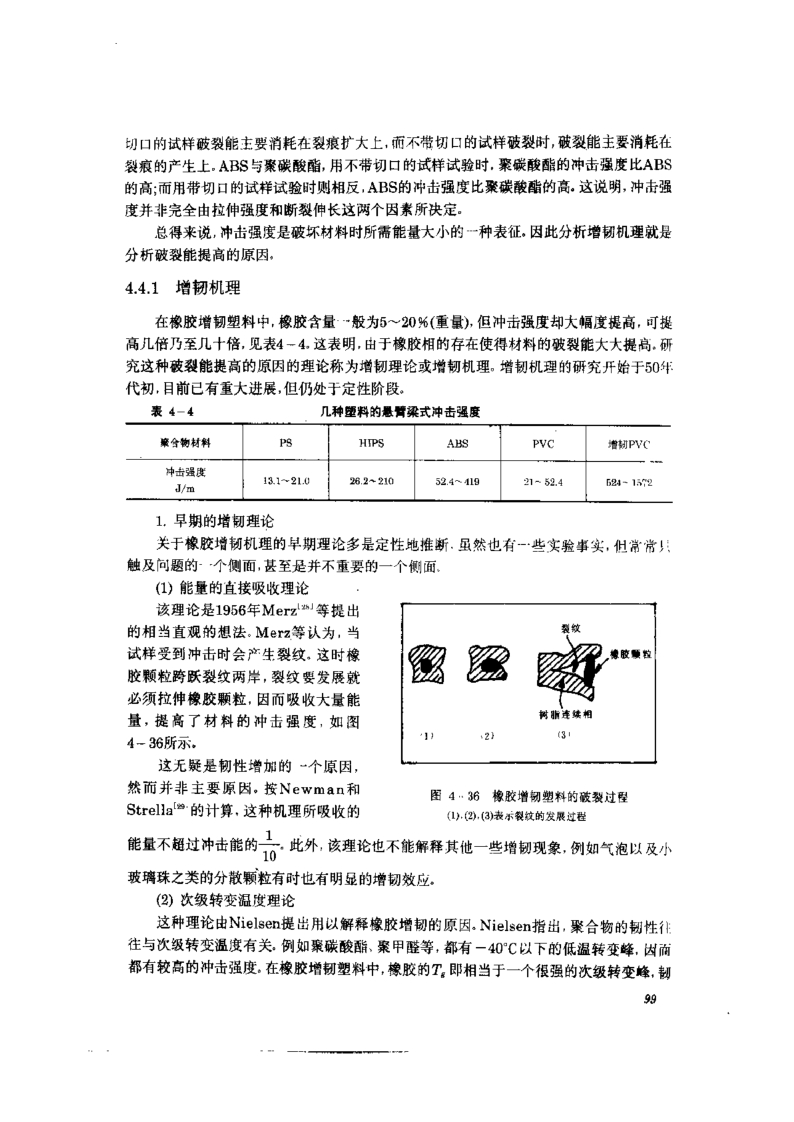 切口的试样破裂能主要消耗在裂痕扩大上,而不带切口的试样破裂时,破裂能主要消耗在
裂痕的产生上。ABS与聚碳酸酯,用不带切口的试样试验时,聚碳酸酯的冲击强度比ABS
的高;而用带切口的试样试验时则相反,ABS的冲击强度比聚碳酸酯的高。这说明,冲击强
度并非完全由拉伸强度和断裂伸长这两个因素所决定。
总得来说,冲击强度是破坏材料时所需能量大小的一种表征。因此分析增韧机理就是
分析破裂能提高的原因。
4.4.1 增韧机理
在橡胶增韧塑料中,橡胶含量一般为5～20%(重量),但冲击强度却大幅度提高,可提
高几倍乃至几十倍,见表4-4。这表明,由于橡胶相的存在使得材料的破裂能大大提高。研
究这种破裂能提高的原因的理论称为增韧理论或增韧机理。增韧机理的研究开始于50年
代初,目前已有重大进展,但仍处于定性阶段。
表 4-4 几种塑料的悬臂梁式冲击强度
聚合物材料 PS HIPS ABS PVC 增韧PVC
冲击强度 13.1～21.0 26.2～210 52.4～419 21～52.4 524～1572
J/m
1. 早期的增韧理论
关于橡胶增韧机理的早期理论多是定性地推断.虽然也有一些实验事实,但常常只
触及问题的一个侧面,甚至是并不重要的一个侧面。
(1) 能量的直接吸收理论
该理论是1956年Merz[28]等提出
的相当直观的想法。Merz等认为,当
试样受到冲击时会产生裂纹。这时橡
胶颗粒跨跃裂纹两岸,裂纹要发展就
必须拉伸橡胶颗粒,因而吸收大量能
量,提高了材料的冲击强度,如图
4-36所示。
这无疑是韧性增加的一个原因,
然而并非主要原因。按Newman和
Strella[29]的计算,这种机理所吸收的
裂纹
橡胶颗粒
树脂连续相
(1) (2) (3)
图 4-36 橡胶增韧塑料的破裂过程
(1),(2),(3)表示裂纹的发展过程
能量不超过冲击能的1/10。此外,该理论也不能解释其他一些增韧现象,例如气泡以及小
玻璃珠之类的分散颗粒有时也有明显的增韧效应。
(2) 次级转变温度理论
这种理论由Nielsen提出用以解释橡胶增韧的原因。Nielsen指出,聚合物的韧性往
往与次级转变温度有关。例如聚碳酸酯、聚甲醛等,都有-40°C以下的低温转变峰,因而
都有较高的冲击强度。在橡胶增韧塑料中,橡胶的Tg即相当于一个很强的次级转变峰,韧
99